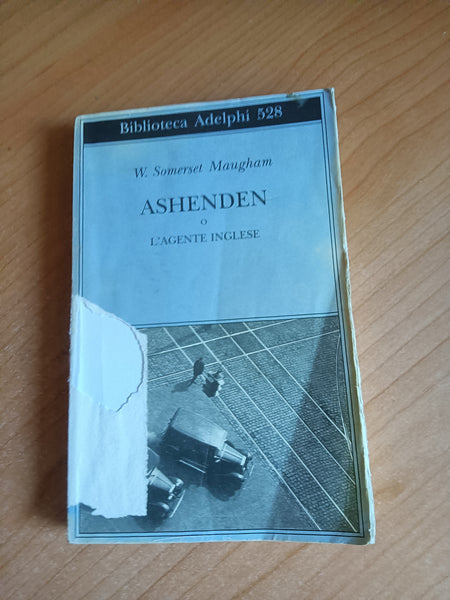 Biblioteca Adelphi 528
W. Somerset Maugham
ASHENDEN
O
L'AGENTE INGLESE